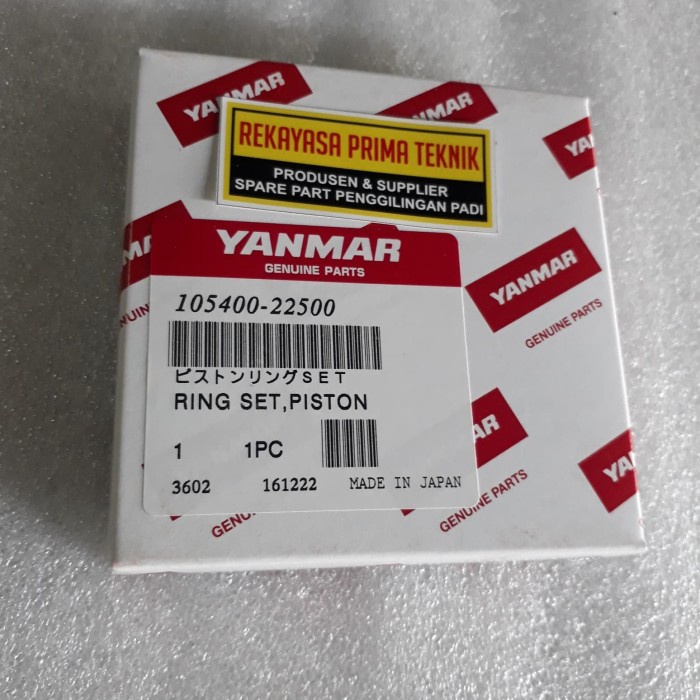 YANMAR
REKAYASA PRIMA TEKNIK
PRODUSEN & SUPPLIER
SPARE PART PENGGILINGAN PADI
YANMAR
GENUINE PARTS
105400-22500
ピストンリングSET
RING SET,PISTON
1 1PC
3602 161222 MADE IN JAPAN
YANMAR
GENUINE PARTS
GENUINE PARTS